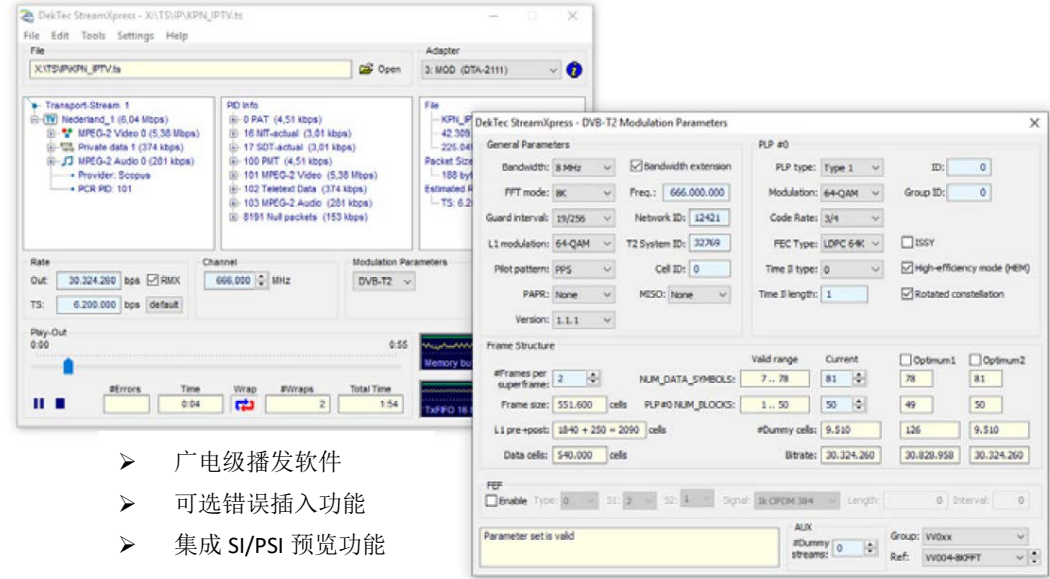 DekTec StreamXpress - X:\TS\IP\KPN_IPTV.ts
File Edit Tools Settings Help
File
Adapter
X:\TS\IP\KPN_IPTV.ts
Open
3: MOD (DTA-2111)
Transport-Stream 1
Nederland_1 (6,04 Mbps)
MPEG-2 Video 0 (5,38 Mbps)
Private data 1 (374 kbps)
MPEG-2 Audio 0 (281 kbps)
Provider: Scopus
PCR PID: 101
PID Info
0 PAT (4,51 kbps)
16 NIT-actual (3,01 kbps)
17 SDT-actual (3,01 kbps)
100 PMT (4,51 kbps)
101 MPEG-2 Video (5,38 Mbps)
102 Teletext Data (374 kbps)
103 MPEG-2 Audio (281 kbps)
8191 Null packets (153 kbps)
File
Packet Size
Estimated R
Rate
Out: 30.324.260 bps RMX
TS: 6.200.000 bps default
Channel
666,000 MHz
Modulation Par
DVB-T2
Play-Out
0:00
0:55
#Errors Time Wrap #Wraps Total Time
0:04 2 1:54
Memory bu
DekTec StreamXpress - DVB-T2 Modulation Parameters
General Parameters
Bandwidth: 8 MHz Bandwidth extension
FFT mode: 8K Freq.: 666.000.000
Guard interval: 19/256 Network ID: 12421
L1 modulation: 64-QAM T2 System ID: 32769
Pilot pattern: PP5 Cell ID: 0
PAPR: None MISO: None
Version: 1.1.1
PLP #0
PLP type: Type 1 ID: 0
Modulation: 64-QAM Group ID: 0
Code Rate: 3/4
FEC Type: LDPC 64K ISSY
Time Il type: 0 High-efficiency mode (HEM)
Time Il length: 1 Rotated constellation
Frame Structure
Valid range Current Optimum1 Optimum2
#Frames per superframe: 2 NUM_DATA_SYMBOLS: 7 .. 78 81 78 81
Frame size: 551.600 cells PLP#0 NUM_BLOCKS: 1 .. 50 50 49 50
L1 pre+post: 1840 + 250 = 2090 cells #Dummy cells: 9.510 126 9.510
Data cells: 540.000 cells Bitrate: 30.324.260 30.828.958 30.324.260
FEF
Enable Type: 0 S1: 2 S2: 1 Signal: 1k OFDM 384 Length: 0 Interval: 0
Parameter set is valid
AUX
#Dummy streams: 0
Group: VV0xx
Ref: VV004-8KFFT
➢ 广电级播发软件
➢ 可选错误插入功能
➢ 集成 SI/PSI 预览功能